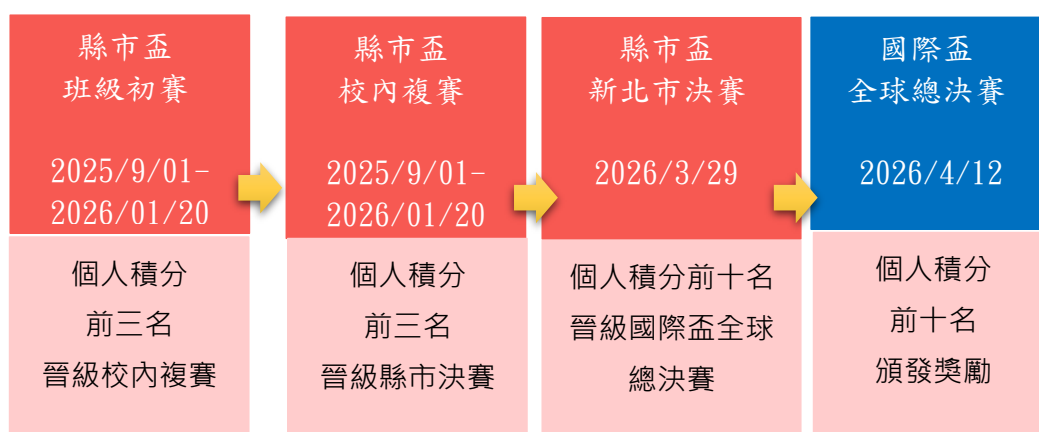 縣市盃
班級初賽
2025/9/01-
2026/01/20
個人積分
前三名
晉級校內複賽
縣市盃
校內複賽
2025/9/01-
2026/01/20
個人積分
前三名
晉級縣市決賽
縣市盃
新北市決賽
2026/3/29
個人積分前十名
晉級國際盃全球
總決賽
國際盃
全球總決賽
2026/4/12
個人積分
前十名
頒發獎勵